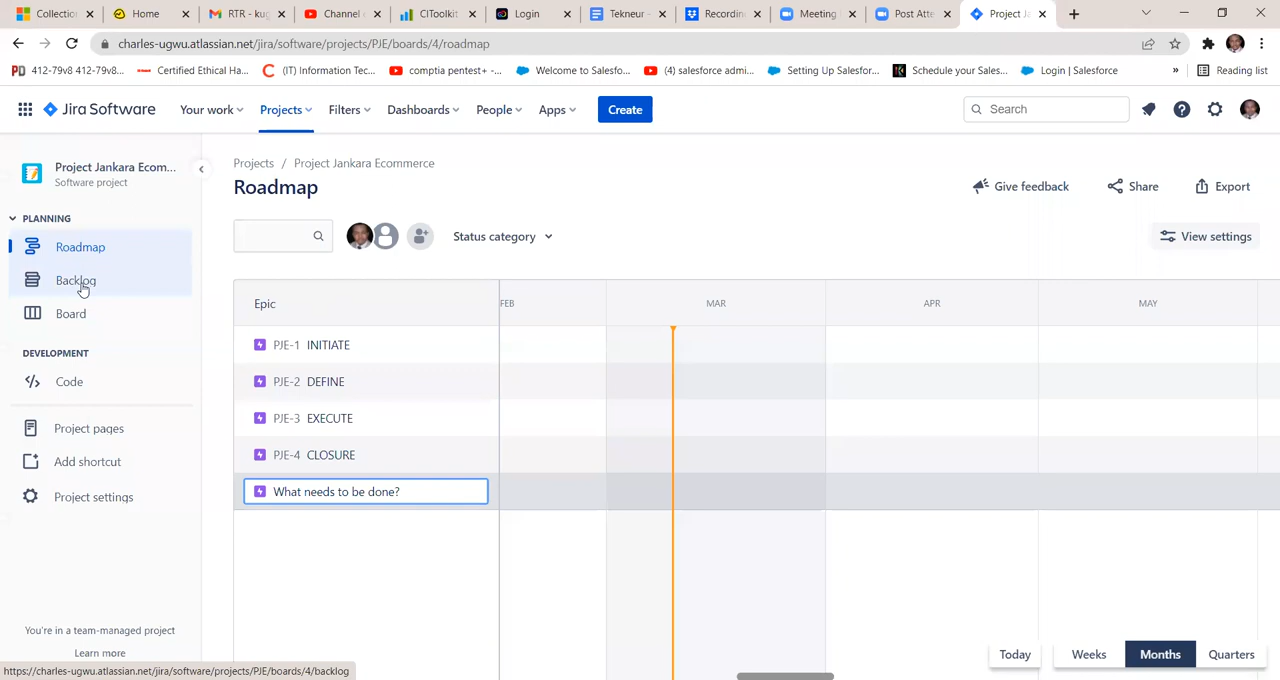 Collection
Home
RTR - kug
Channel
CIToolkit
Login
Tekneur -
Recordin
Meeting
Post Atte
Project J
charles-ugwu.atlassian.net/jira/software/projects/PJE/boards/4/roadmap
412-79v8 412-79v8...
Certified Ethical Ha...
(IT) Information Tec...
comptia pentest+ -...
Welcome to Salesfo...
(4) salesforce admi...
Setting Up Salesfor...
Schedule your Sales...
Login | Salesforce
»
Reading list
Jira Software
Your work
Projects
Filters
Dashboards
People
Apps
Create
Search
Project Jankara Ecom...
Software project
PLANNING
Roadmap
Backlog
Board
DEVELOPMENT
Code
Project pages
Add shortcut
Project settings
You're in a team-managed project
Learn more
Projects / Project Jankara Ecommerce
Roadmap
Give feedback
Share
Export
Status category
View settings
Epic
FEB
MAR
APR
MAY
PJE-1 INITIATE
PJE-2 DEFINE
PJE-3 EXECUTE
PJE-4 CLOSURE
What needs to be done?
Today
Weeks
Months
Quarters
https://charles-ugwu.atlassian.net/jira/software/projects/PJE/boards/4/backlog